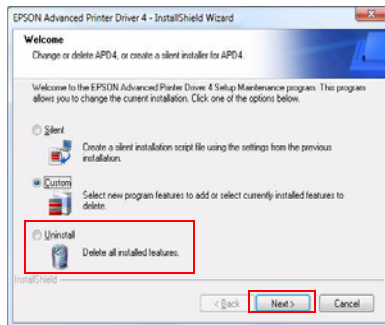 EPSON Advanced Printer Driver 4 - InstallShield Wizard
Welcome
Change or delete APD4, or create a silent installer for APD4.
Welcome to the EPSON Advanced Printer Driver 4 Setup Maintenance program. This program
allows you to change the current installation. Click one of the options below.
Silent
Create a silent installation script file using the settings from the previous
installation.
Custom
Select new program features to add or select currently installed features to
delete.
Uninstall
Delete all installed features.
InstallShield
< Back Next > Cancel